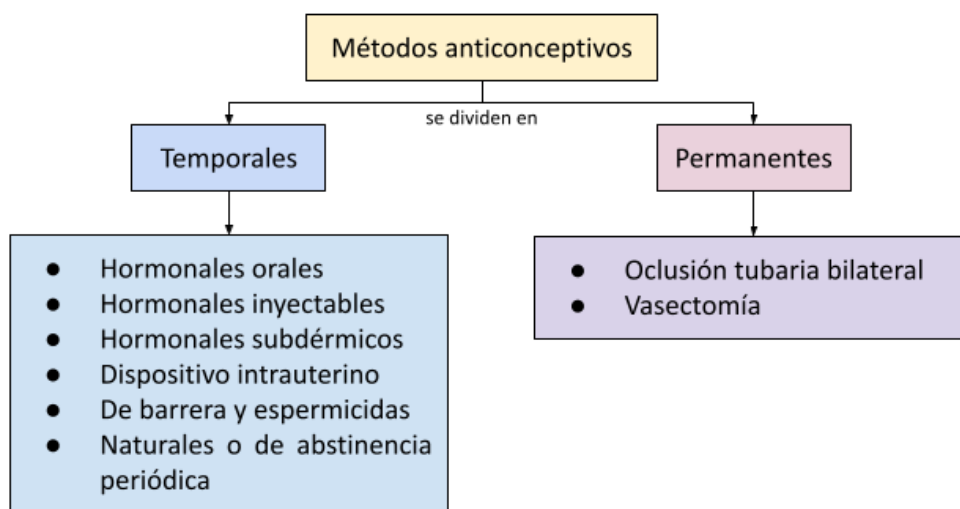 Métodos anticonceptivos
se dividen en
Temporales
Permanentes
● Hormonales orales
● Hormonales inyectables
● Hormonales subdérmicos
● Dispositivo intrauterino
● De barrera y espermicidas
● Naturales o de abstinencia
periódica
● Oclusión tubaria bilateral
● Vasectomía